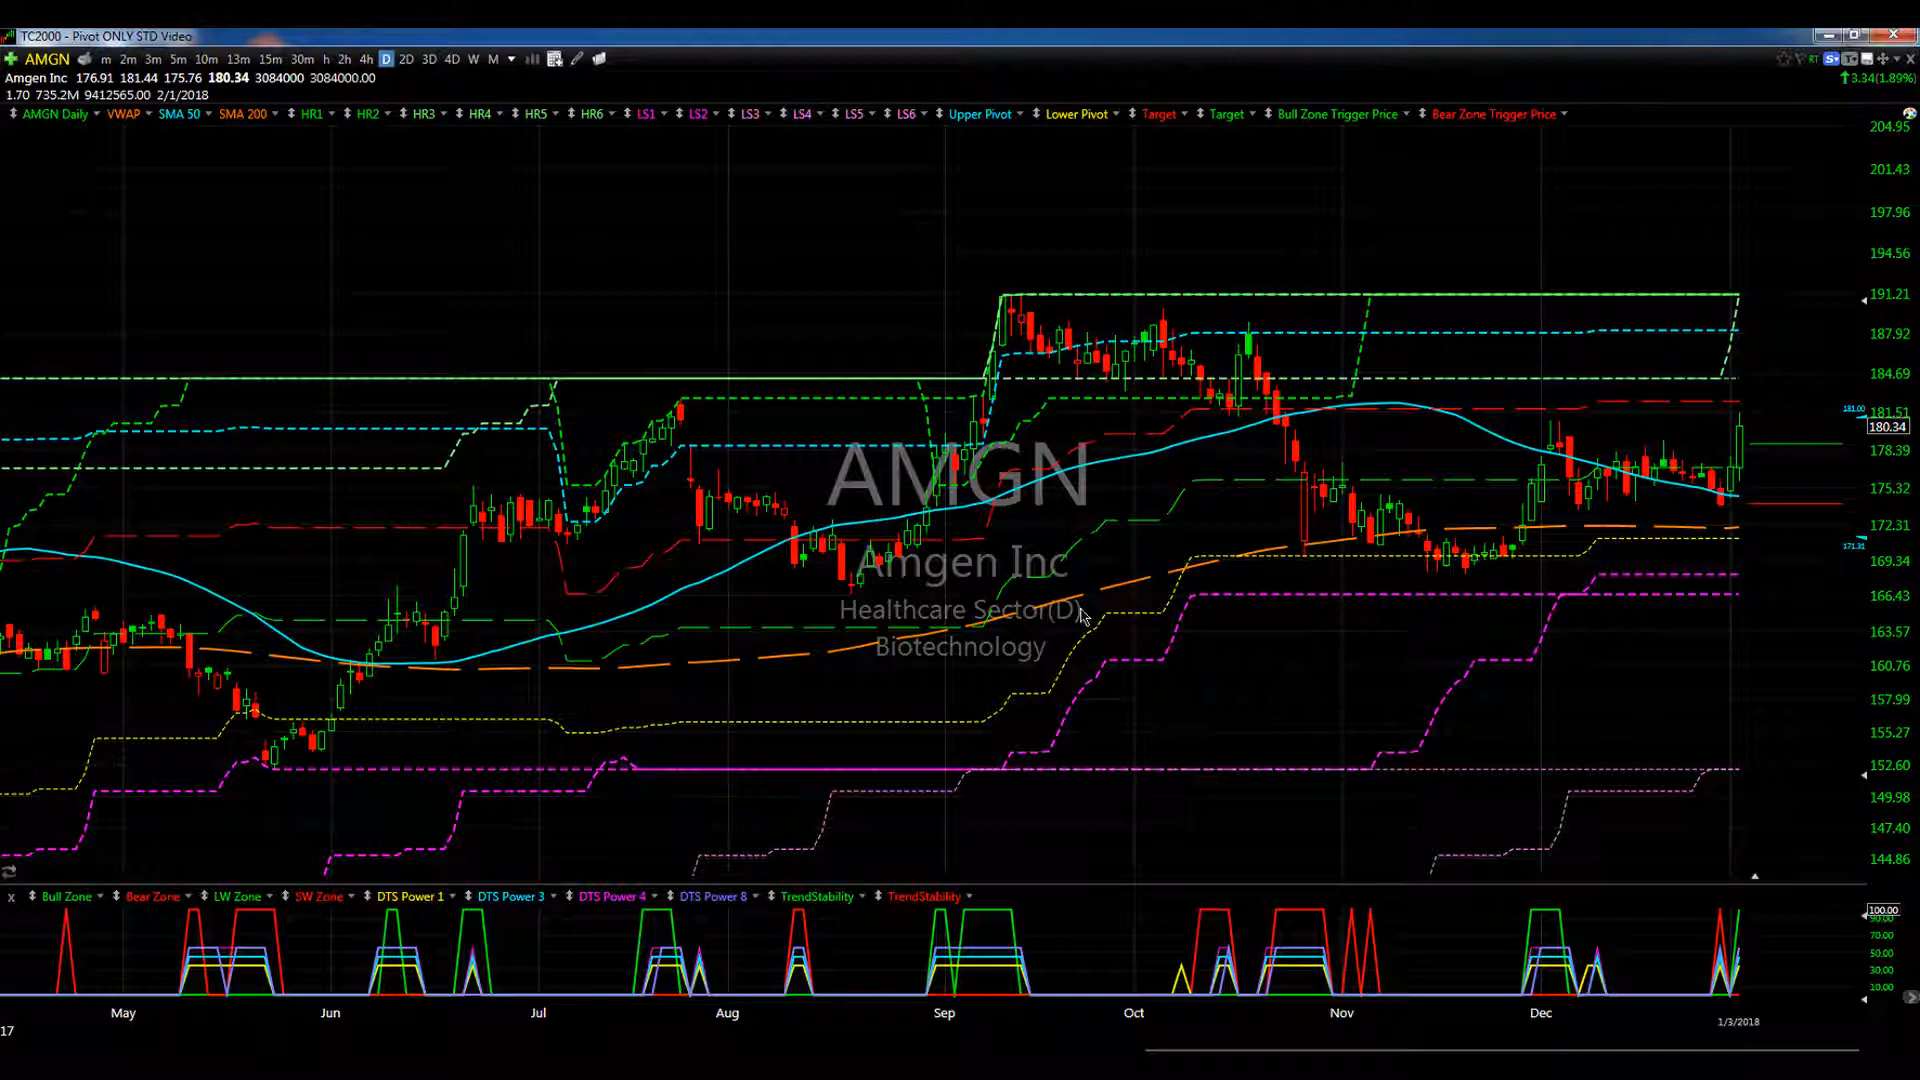 TC2000 - Pivot ONLY STD Video
AMGN m 2m 3m 5m 10m 13m 15m 30m h 2h 4h D 2D 3D 4D W M RT
Amgen Inc 176.91 181.44 175.76 180.34 3084000 3084000.00 3.34(1.89%)
1.70 735.2M 9412565.00 2/1/2018
AMGN Daily VWAP SMA 50 SMA 200 HR1 HR2 HR3 HR4 HR5 HR6 LS1 LS2 LS3 LS4 LS5 LS6 Upper Pivot Lower Pivot Target Target Bull Zone Trigger Price Bear Zone Trigger Price
204.95
201.43
197.96
194.56
191.21
187.92
184.69
181.00
181.51
180.34
178.39
175.32
172.31
171.31
169.34
166.43
163.57
160.76
157.99
155.27
152.60
149.98
147.40
144.86
AMGN
Amgen Inc
Healthcare Sector(D)
Biotechnology
x Bull Zone Bear Zone LW Zone SW Zone DTS Power 1 DTS Power 3 DTS Power 4 DTS Power 8 TrendStability TrendStability
100.00
90.00
70.00
50.00
30.00
10.00
May Jun Jul Aug Sep Oct Nov Dec
17 1/3/2018